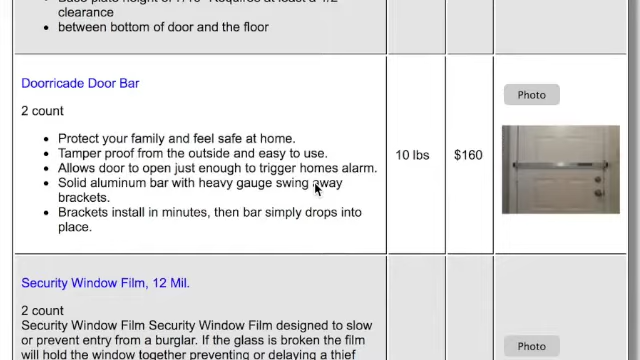 clearance
between bottom of door and the floor
Doorricade Door Bar
2 count
Protect your family and feel safe at home.
Tamper proof from the outside and easy to use.
Allows door to open just enough to trigger homes alarm.
Solid aluminum bar with heavy gauge swing away
brackets.
Brackets install in minutes, then bar simply drops into
place.
10 lbs
$160
Photo
Security Window Film, 12 Mil.
2 count
Security Window Film Security Window Film designed to slow
or prevent entry from a burglar. If the glass is broken the film
will hold the window together preventing or delaying a thief
Photo